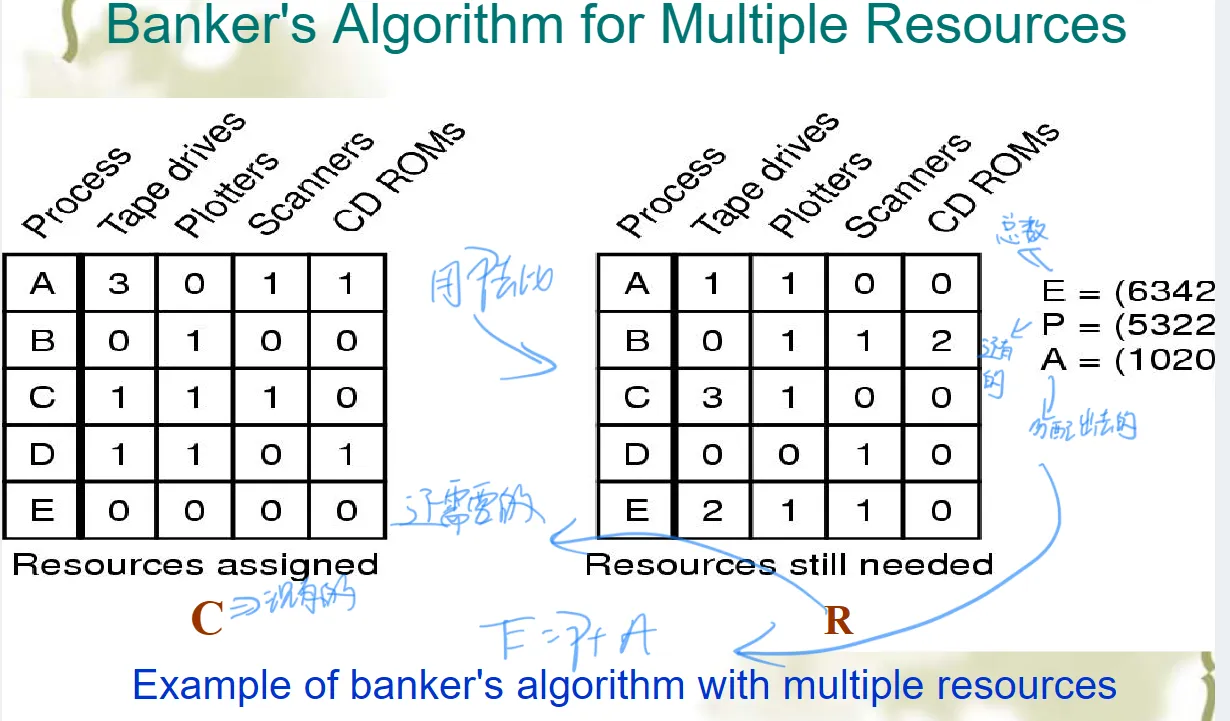 Banker's Algorithm for Multiple Resources
Process Tape drives Plotters Scanners CD ROMs
A 3 0 1 1
B 0 1 0 0
C 1 1 1 0
D 1 1 0 1
E 0 0 0 0
Resources assigned
C ⇒现有的
还需要的
Process Tape drives Plotters Scanners CD ROMs
A 1 1 0 0
B 0 1 1 2
C 3 1 0 0
D 0 0 1 0
E 2 1 1 0
Resources still needed
R
总数
E = (6342
P = (5322
A = (1020
还有
的
分配出去的
E=P+A
Example of banker's algorithm with multiple resources